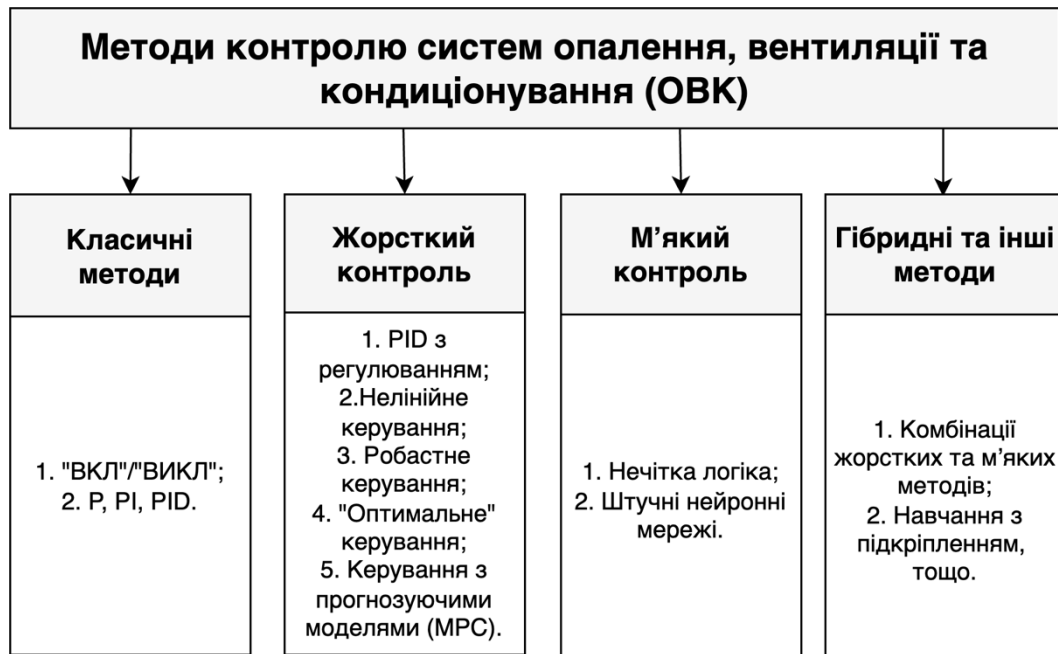 Методи контролю систем опалення, вентиляції та
кондиціонування (ОВК)
Класичні
методи
Жорсткий
контроль
М’який
контроль
Гібридні та інші
методи
1. "ВКЛ"/"ВИКЛ";
2. P, PI, PID.
1. PID з
регулюванням;
2.Нелінійне
керування;
3. Робастне
керування;
4. "Оптимальне"
керування;
5. Керування з
прогнозуючими
моделями (MPC).
1. Нечітка логіка;
2. Штучні нейронні
мережі.
1. Комбінації
жорстких та м’яких
методів;
2. Навчання з
підкріпленням,
тощо.